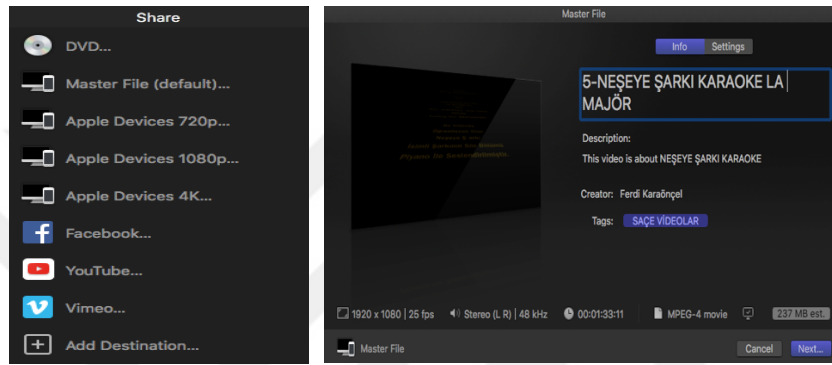 Share
DVD...
Master File (default)...
Apple Devices 720p...
Apple Devices 1080p...
Apple Devices 4K...
Facebook...
YouTube...
Vimeo...
Add Destination...
Master File
Info Settings
5-NEŞEYE ŞARKI KARAOKE LA
MAJÖR
Description:
This video is about NEŞEYE ŞARKI KARAOKE
Creator: Ferdi Karaönçel
Tags: SAÇE VİDEOLAR
1920 x 1080 | 25 fps Stereo (L R) | 48 kHz 00:01:33:11 MPEG-4 movie 237 MB est.
Master File Cancel Next...